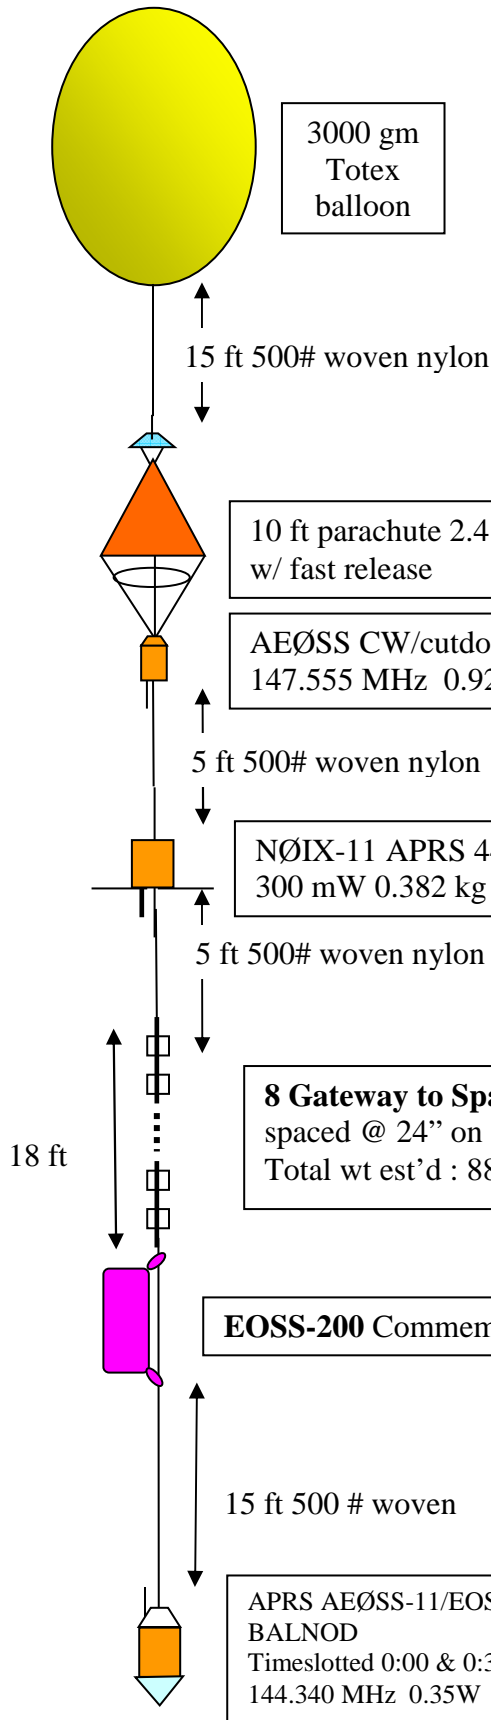 3000 gm
Totex
balloon
15 ft 500# woven nylon
10 ft parachute 2.4
w/ fast release
AEØSS CW/cutdo
147.555 MHz 0.92
5 ft 500# woven nylon
NØIX-11 APRS 4
300 mW 0.382 kg
5 ft 500# woven nylon
8 Gateway to Spa
spaced @ 24” on
Total wt est’d : 88
18 ft
EOSS-200 Commem
15 ft 500 # woven
APRS AEØSS-11/EOS
BALNOD
Timeslotted 0:00 & 0:3
144.340 MHz 0.35W